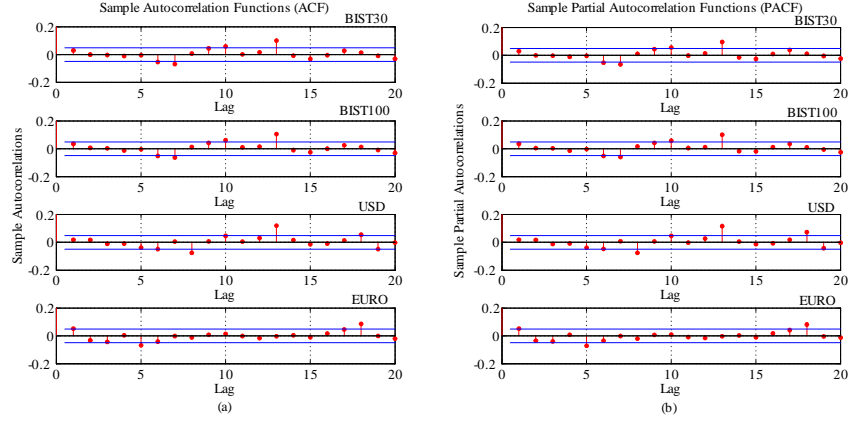 Sample Autocorrelation Functions (ACF)
BIST30
0.2
0
-0.2
0 5 10 15 20
Lag
BIST100
0.2
0
-0.2
0 5 10 15 20
Lag
USD
0.2
0
-0.2
0 5 10 15 20
Lag
EURO
0.2
0
-0.2
0 5 10 15 20
Lag
Sample Autocorrelations
(a)
Sample Partial Autocorrelation Functions (PACF)
BIST30
0.2
0
-0.2
0 5 10 15 20
Lag
BIST100
0.2
0
-0.2
0 5 10 15 20
Lag
USD
0.2
0
-0.2
0 5 10 15 20
Lag
EURO
0.2
0
-0.2
0 5 10 15 20
Lag
Sample Partial Autocorrelations
(b)